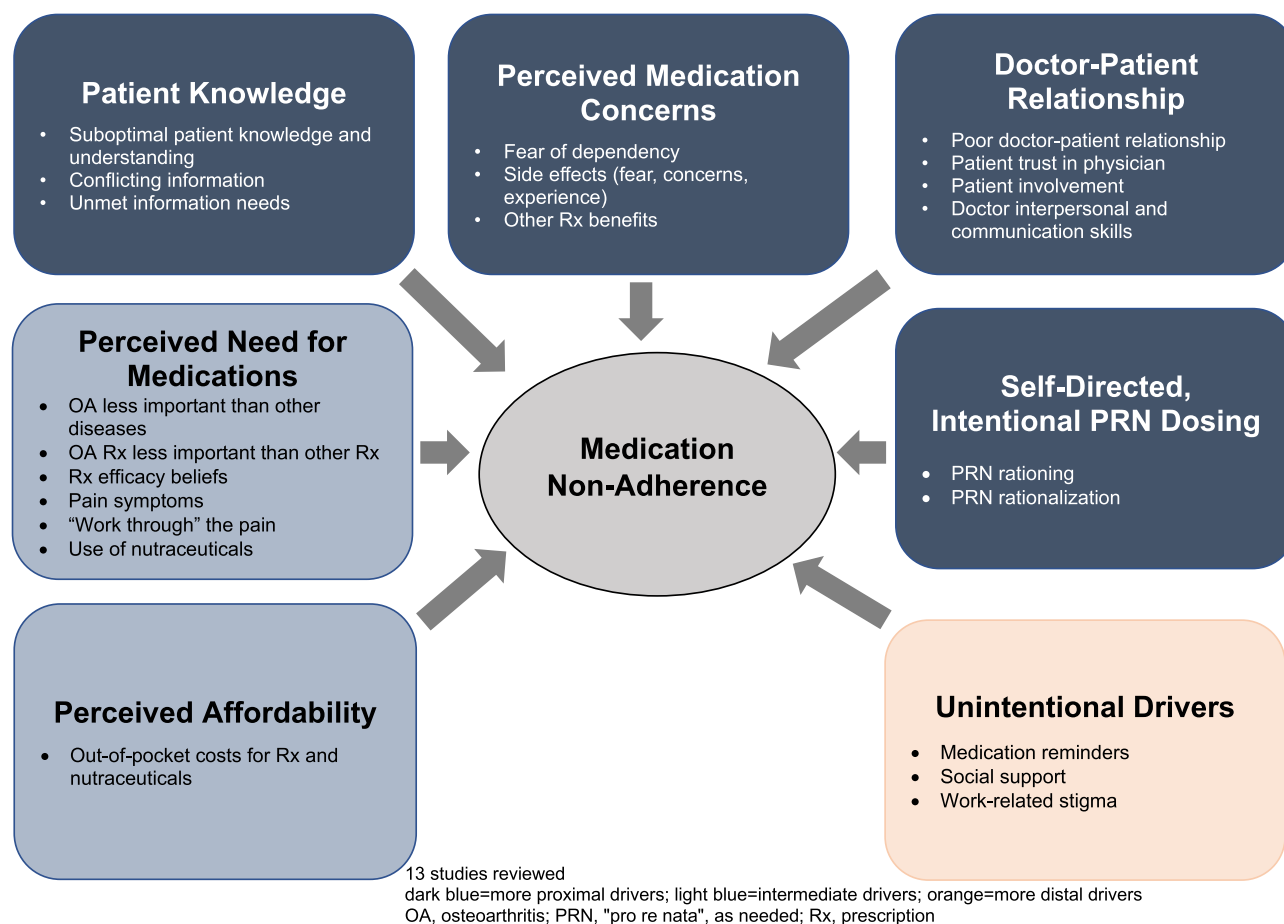 Patient Knowledge
• Suboptimal patient knowledge and
understanding
• Conflicting information
• Unmet information needs
Perceived Medication
Concerns
• Fear of dependency
• Side effects (fear, concerns,
experience)
• Other Rx benefits
Doctor-Patient
Relationship
• Poor doctor-patient relationship
• Patient trust in physician
• Patient involvement
• Doctor interpersonal and
communication skills
Perceived Need for
Medications
• OA less important than other
diseases
• OA Rx less important than other Rx
• Rx efficacy beliefs
• Pain symptoms
• “Work through” the pain
• Use of nutraceuticals
Medication
Non-Adherence
Self-Directed,
Intentional PRN Dosing
• PRN rationing
• PRN rationalization
Perceived Affordability
• Out-of-pocket costs for Rx and
nutraceuticals
Unintentional Drivers
• Medication reminders
• Social support
• Work-related stigma
13 studies reviewed
dark blue=more proximal drivers; light blue=intermediate drivers; orange=more distal drivers
OA, osteoarthritis; PRN, "pro re nata", as needed; Rx, prescription